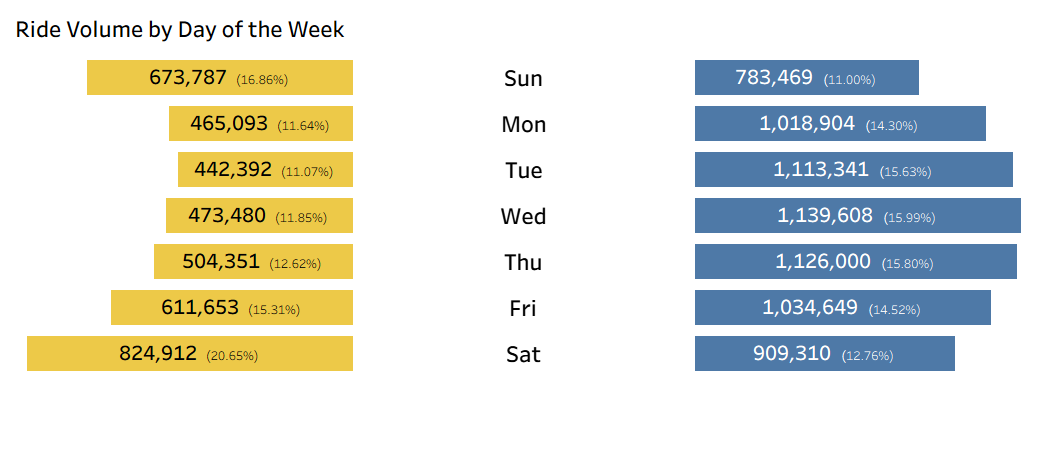 Ride Volume by Day of the Week
673,787 (16.86%) Sun 783,469 (11.00%)
465,093 (11.64%) Mon 1,018,904 (14.30%)
442,392 (11.07%) Tue 1,113,341 (15.63%)
473,480 (11.85%) Wed 1,139,608 (15.99%)
504,351 (12.62%) Thu 1,126,000 (15.80%)
611,653 (15.31%) Fri 1,034,649 (14.52%)
824,912 (20.65%) Sat 909,310 (12.76%)